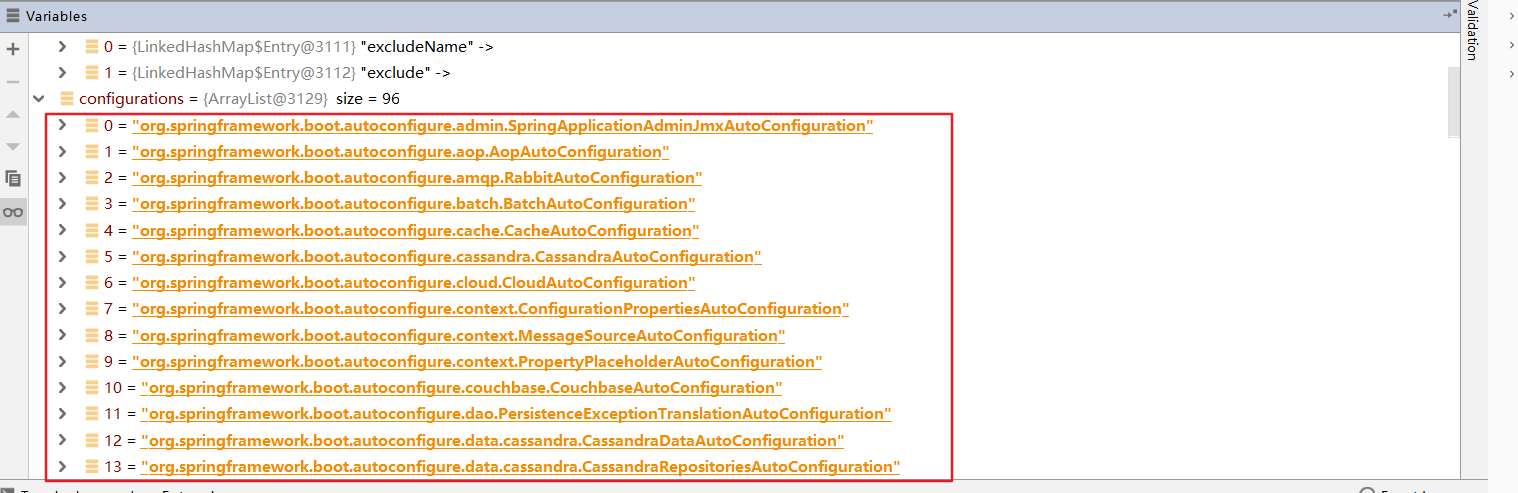 Variables
0 = {LinkedHashMap$Entry@3111} "excludeName" ->
1 = {LinkedHashMap$Entry@3112} "exclude" ->
configurations = {ArrayList@3129} size = 96
0 = "org.springframework.boot.autoconfigure.admin.SpringApplicationAdminJmxAutoConfiguration"
1 = "org.springframework.boot.autoconfigure.aop.AopAutoConfiguration"
2 = "org.springframework.boot.autoconfigure.amqp.RabbitAutoConfiguration"
3 = "org.springframework.boot.autoconfigure.batch.BatchAutoConfiguration"
4 = "org.springframework.boot.autoconfigure.cache.CacheAutoConfiguration"
5 = "org.springframework.boot.autoconfigure.cassandra.CassandraAutoConfiguration"
6 = "org.springframework.boot.autoconfigure.cloud.CloudAutoConfiguration"
7 = "org.springframework.boot.autoconfigure.context.ConfigurationPropertiesAutoConfiguration"
8 = "org.springframework.boot.autoconfigure.context.MessageSourceAutoConfiguration"
9 = "org.springframework.boot.autoconfigure.context.PropertyPlaceholderAutoConfiguration"
10 = "org.springframework.boot.autoconfigure.couchbase.CouchbaseAutoConfiguration"
11 = "org.springframework.boot.autoconfigure.dao.PersistenceExceptionTranslationAutoConfiguration"
12 = "org.springframework.boot.autoconfigure.data.cassandra.CassandraDataAutoConfiguration"
13 = "org.springframework.boot.autoconfigure.data.cassandra.CassandraRepositoriesAutoConfiguration"
Validation